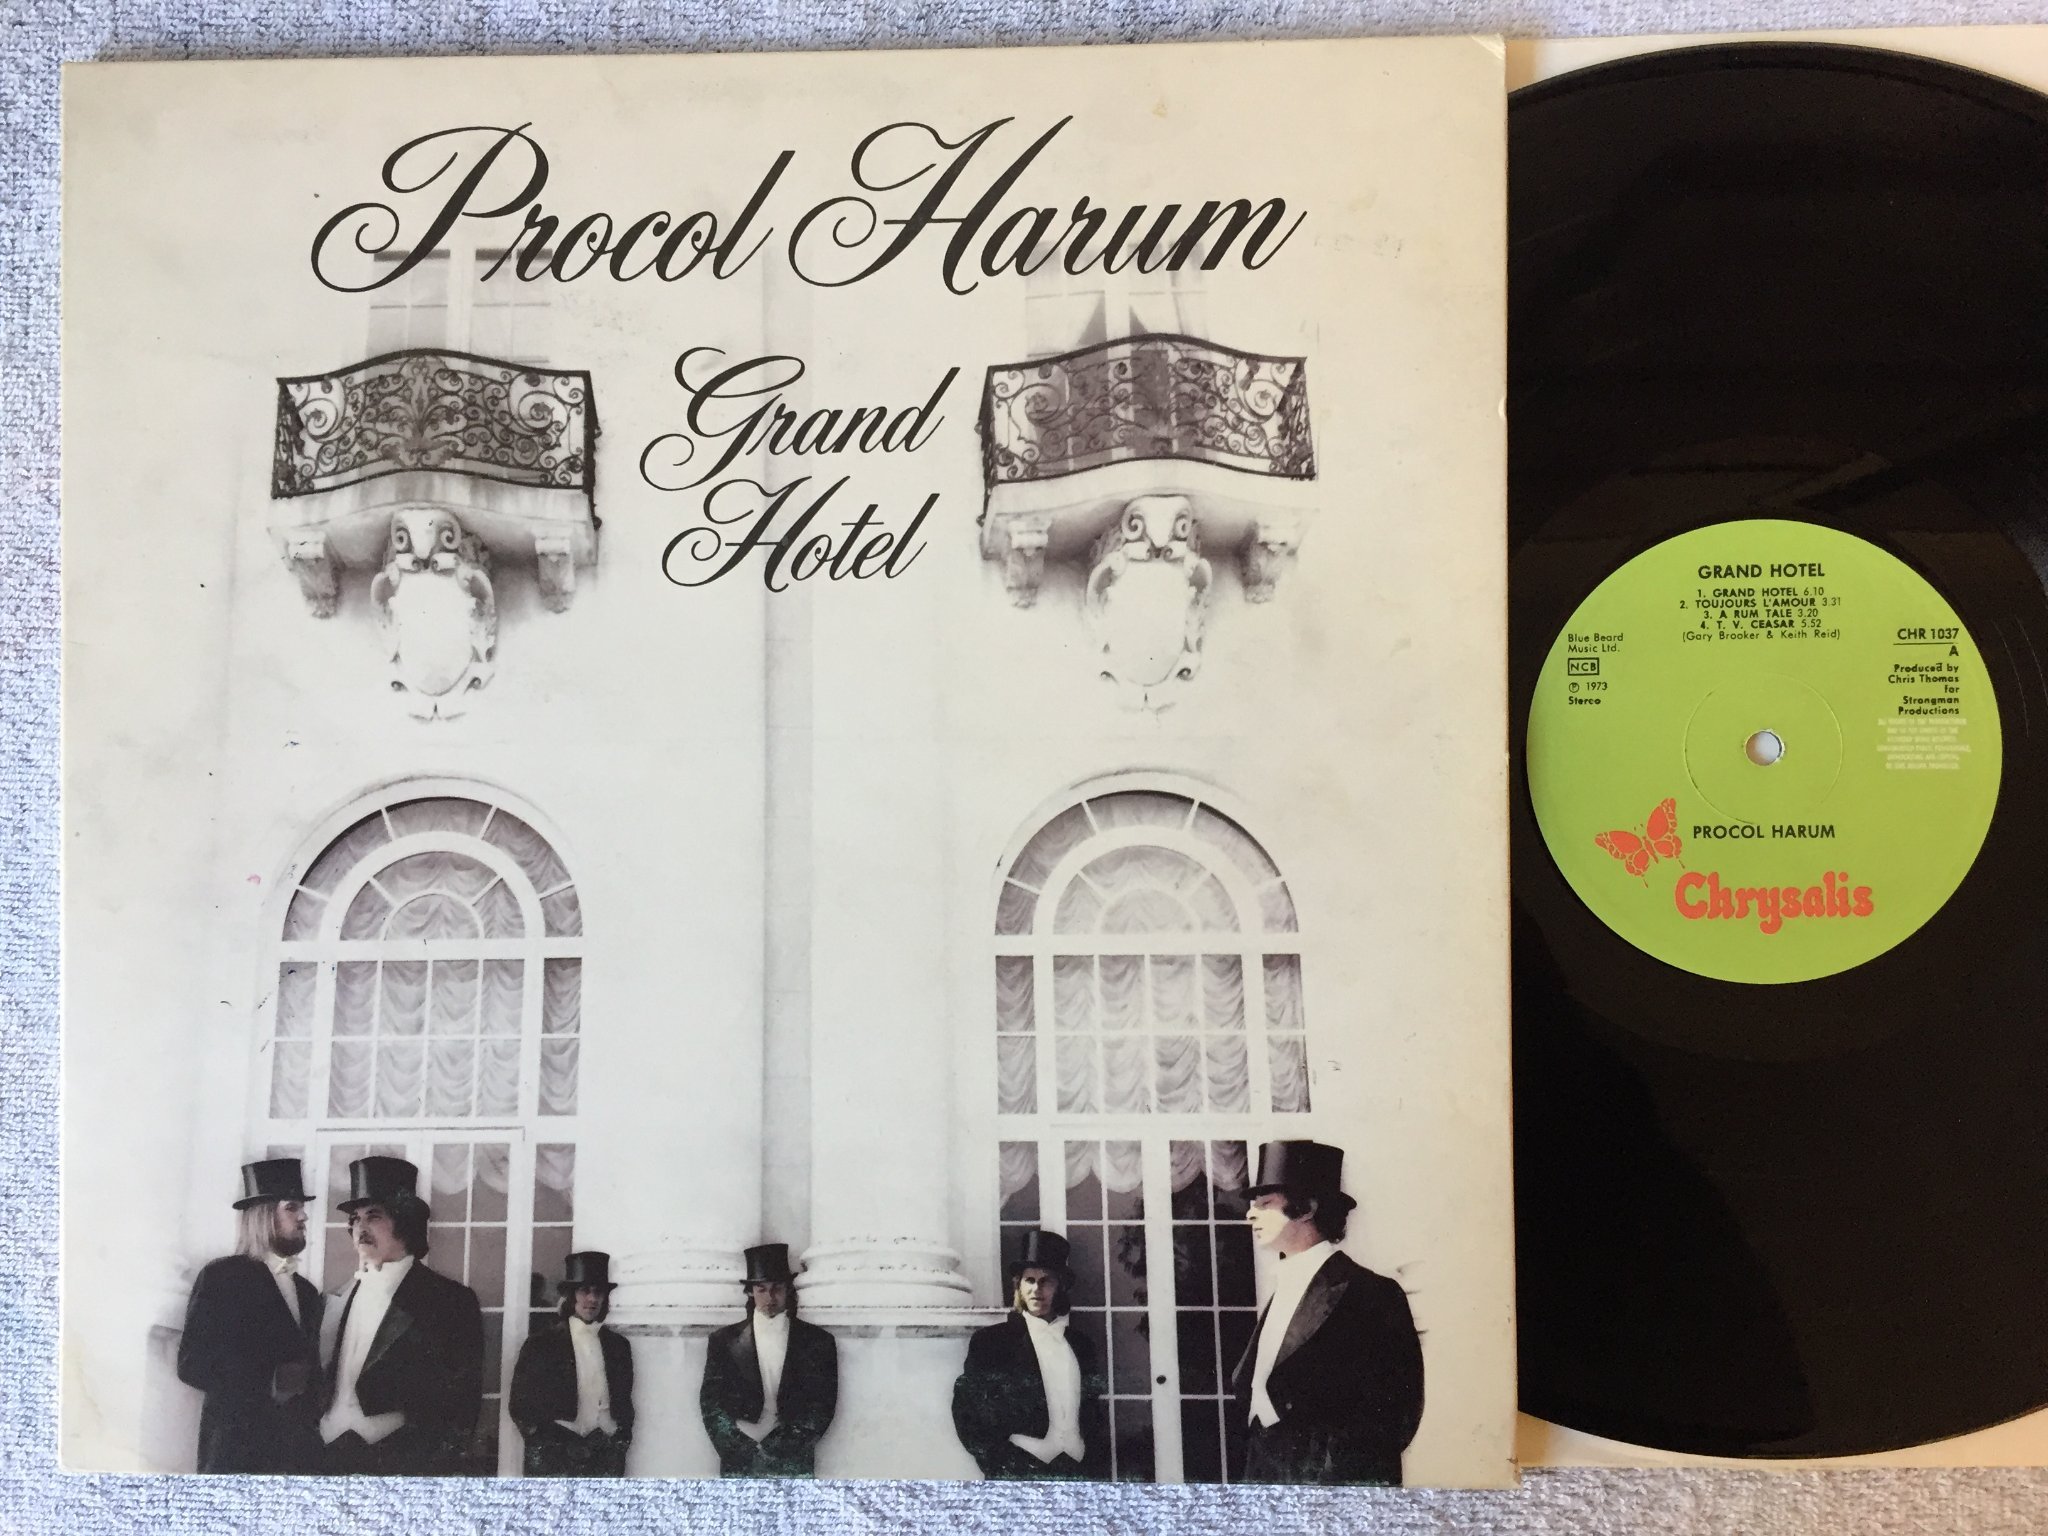 Procol Harum
Grand
Hotel
GRAND HOTEL
1. GRAND HOTEL 6.10
2. TOUJOURS L'AMOUR 3.31
3. A RUM TALE 3.20
4. T. V. CEASAR 5.52
(Gary Brooker & Keith Reid)
Blue Beard
Music Ltd.
NCB
Ⓟ 1973
Stereo
CHR 1037
A
Produced by
Chris Thomas
for
Strongman
Productions
PROCOL HARUM
Chrysalis